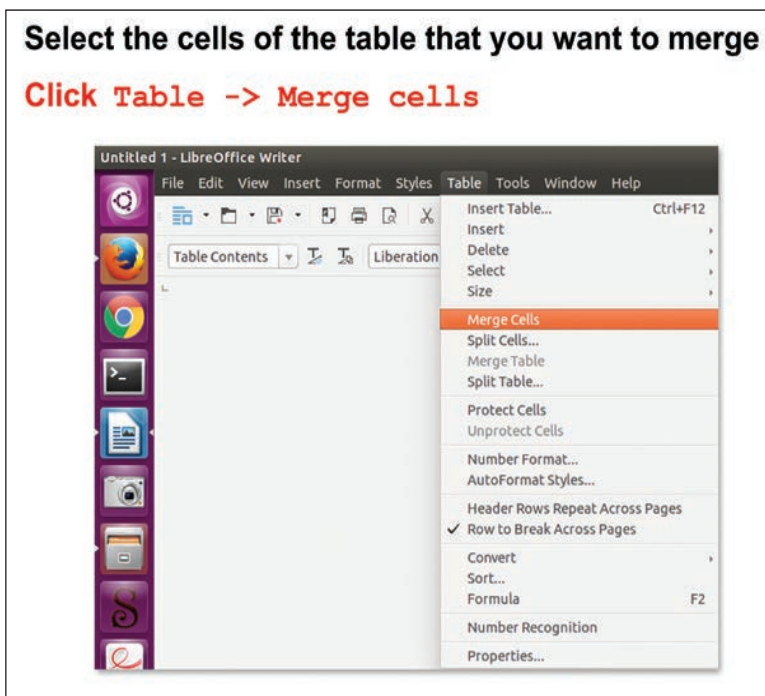 Select the cells of the table that you want to merge
Click Table -> Merge cells
Untitled 1 - LibreOffice Writer
File Edit View Insert Format Styles Table Tools Window Help
Table Contents
Liberation
Insert Table... Ctrl+F12
Insert
Delete
Select
Size
Merge Cells
Split Cells...
Merge Table
Split Table...
Protect Cells
Unprotect Cells
Number Format...
AutoFormat Styles...
Header Rows Repeat Across Pages
Row to Break Across Pages
Convert
Sort...
Formula F2
Number Recognition
Properties...